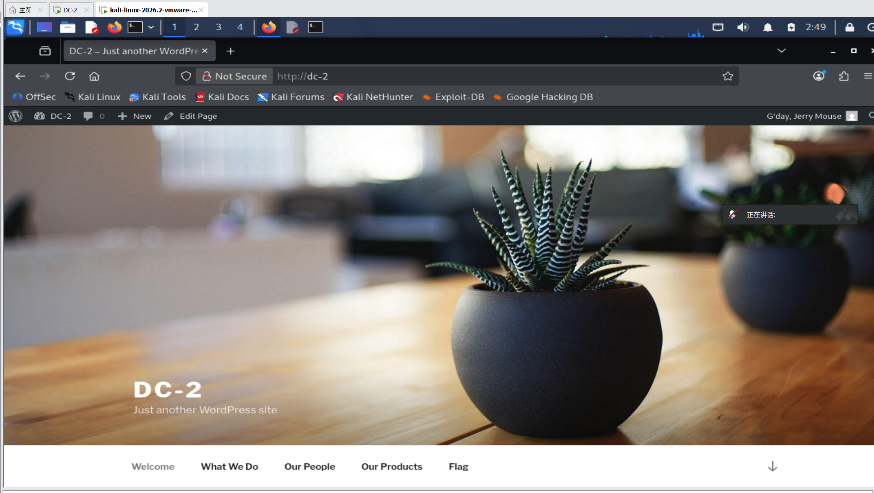 主页 DC-2 kali-linux-2026.2-vmware-...
1 2 3 4 2:49
DC-2 – Just another WordPre
Not Secure http://dc-2
OffSec Kali Linux Kali Tools Kali Docs Kali Forums Kali NetHunter Exploit-DB Google Hacking DB
DC-2 0 New Edit Page G'day, Jerry Mouse
正在讲话:
DC-2
Just another WordPress site
Welcome What We Do Our People Our Products Flag